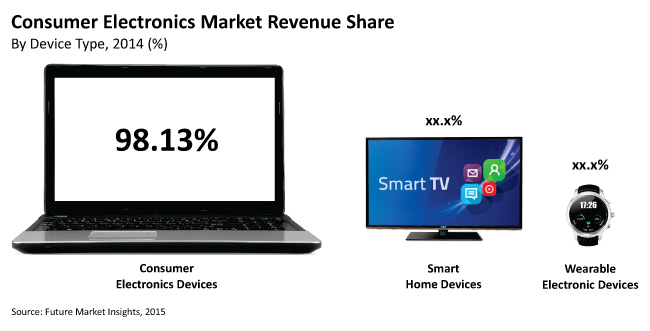 Consumer Electronics Market Revenue Share
By Device Type, 2014 (%)
98.13%
xx.x%
Smart TV
xx.x%
17:26
Consumer
Electronics Devices
Smart
Home Devices
Wearable
Electronic Devices
Source: Future Market Insights, 2015